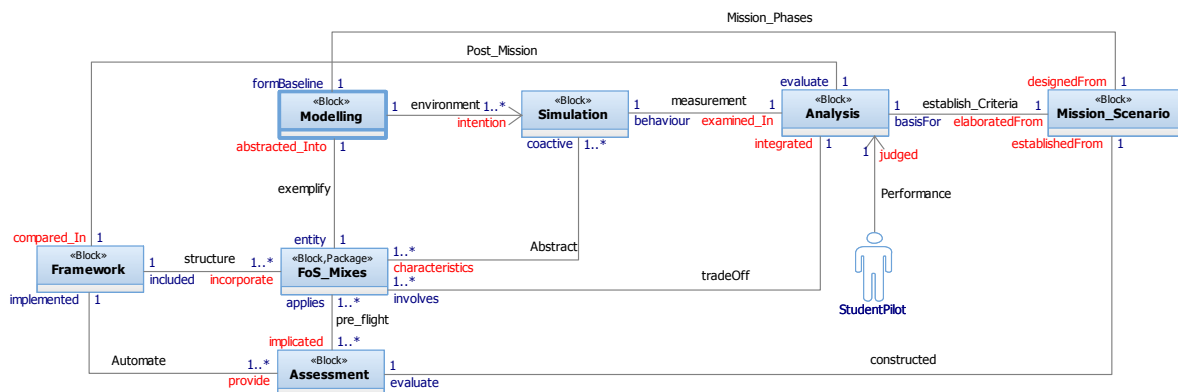 Mission_Phases
Post_Mission
formBaseline 1
evaluate 1
designedFrom 1
«Block»
Modelling
1 environment 1..*
intention
«Block»
Simulation
1 measurement 1
behaviour examined_In
«Block»
Analysis
1 establish_Criteria 1
basisFor elaboratedFrom
«Block»
Mission_Scenario
abstracted_Into
1
coactive
1..*
integrated
1
1 judged
establishedFrom
1
exemplify
Performance
compared_In 1
entity 1
1..* Abstract
characteristics
«Block»
Framework
1 structure 1..*
included incorporate
«Block,Package»
FoS_Mixes
1..*
involves
tradeOff
implemented 1
applies 1..*
StudentPilot
pre_flight
implicated 1..*
Automate 1..*
provide
«Block»
Assessment
1
evaluate
constructed